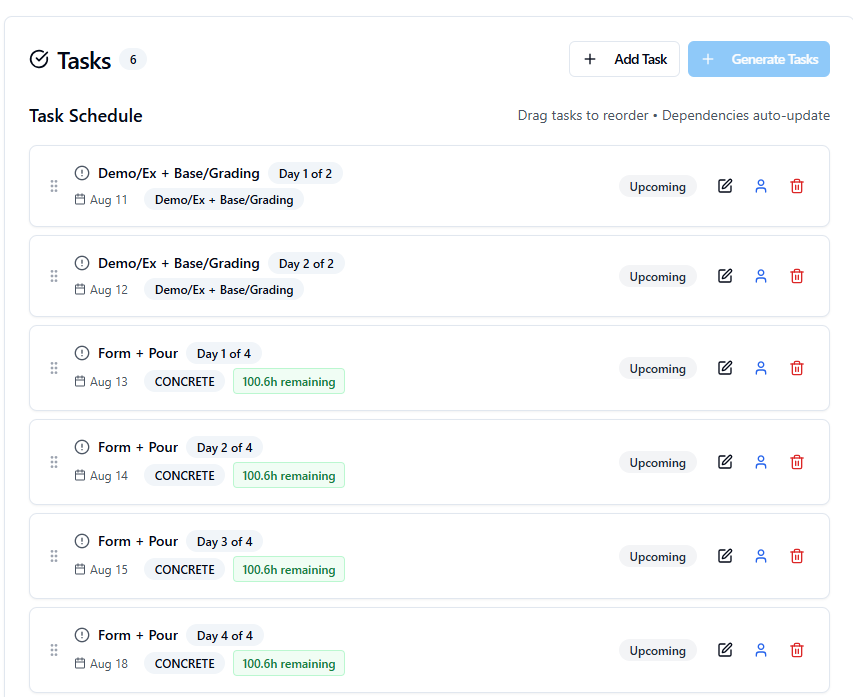 Tasks 6
+ Add Task
+ Generate Tasks
Task Schedule
Drag tasks to reorder • Dependencies auto-update
Demo/Ex + Base/Grading Day 1 of 2
Aug 11 Demo/Ex + Base/Grading
Upcoming
Demo/Ex + Base/Grading Day 2 of 2
Aug 12 Demo/Ex + Base/Grading
Upcoming
Form + Pour Day 1 of 4
Aug 13 CONCRETE 100.6h remaining
Upcoming
Form + Pour Day 2 of 4
Aug 14 CONCRETE 100.6h remaining
Upcoming
Form + Pour Day 3 of 4
Aug 15 CONCRETE 100.6h remaining
Upcoming
Form + Pour Day 4 of 4
Aug 18 CONCRETE 100.6h remaining
Upcoming